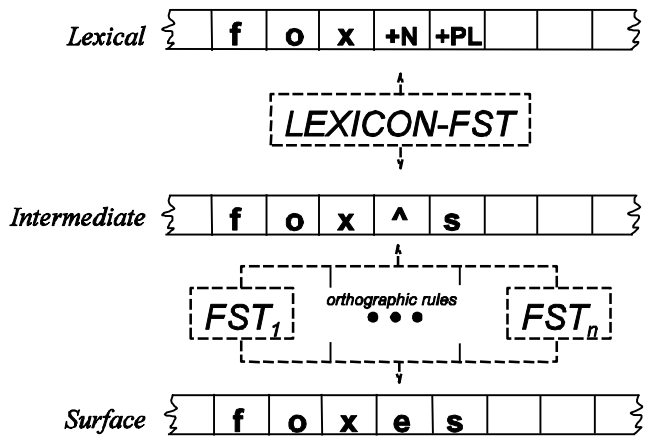 Lexical f o x +N +PL
LEXICON-FST
Intermediate f o x ^ s
orthographic rules
FST1 ••• FSTn
Surface f o x e s